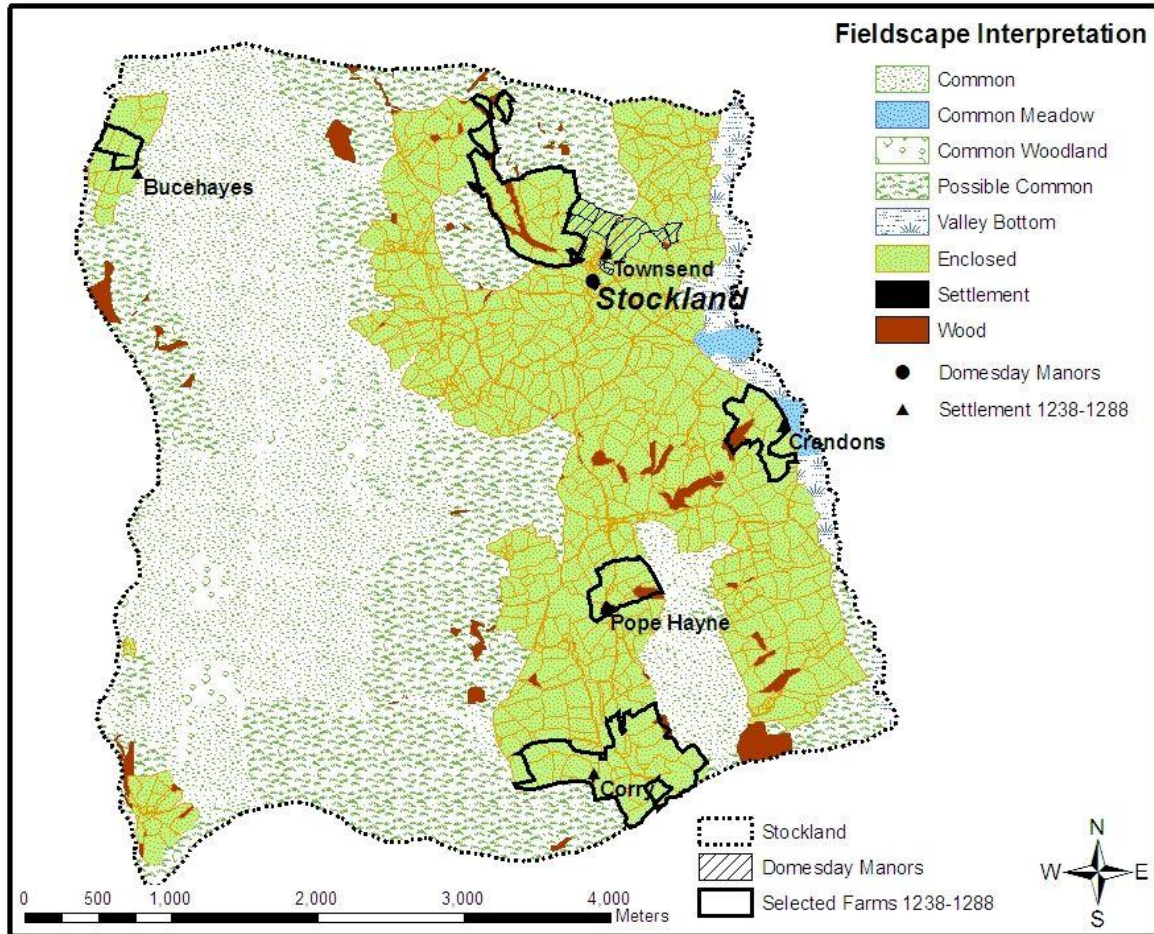 Fieldscape Interpretation
Common
Common Meadow
Common Woodland
Possible Common
Valley Bottom
Enclosed
Settlement
Wood
Domesday Manors
Settlement 1238-1288
Bucehayes
Townsend
Stockland
Crandons
Pope Hayne
Corry
Stockland
Domesday Manors
Selected Farms 1238-1288
0 500 1,000 2,000 3,000 4,000
Meters
N
W E
S